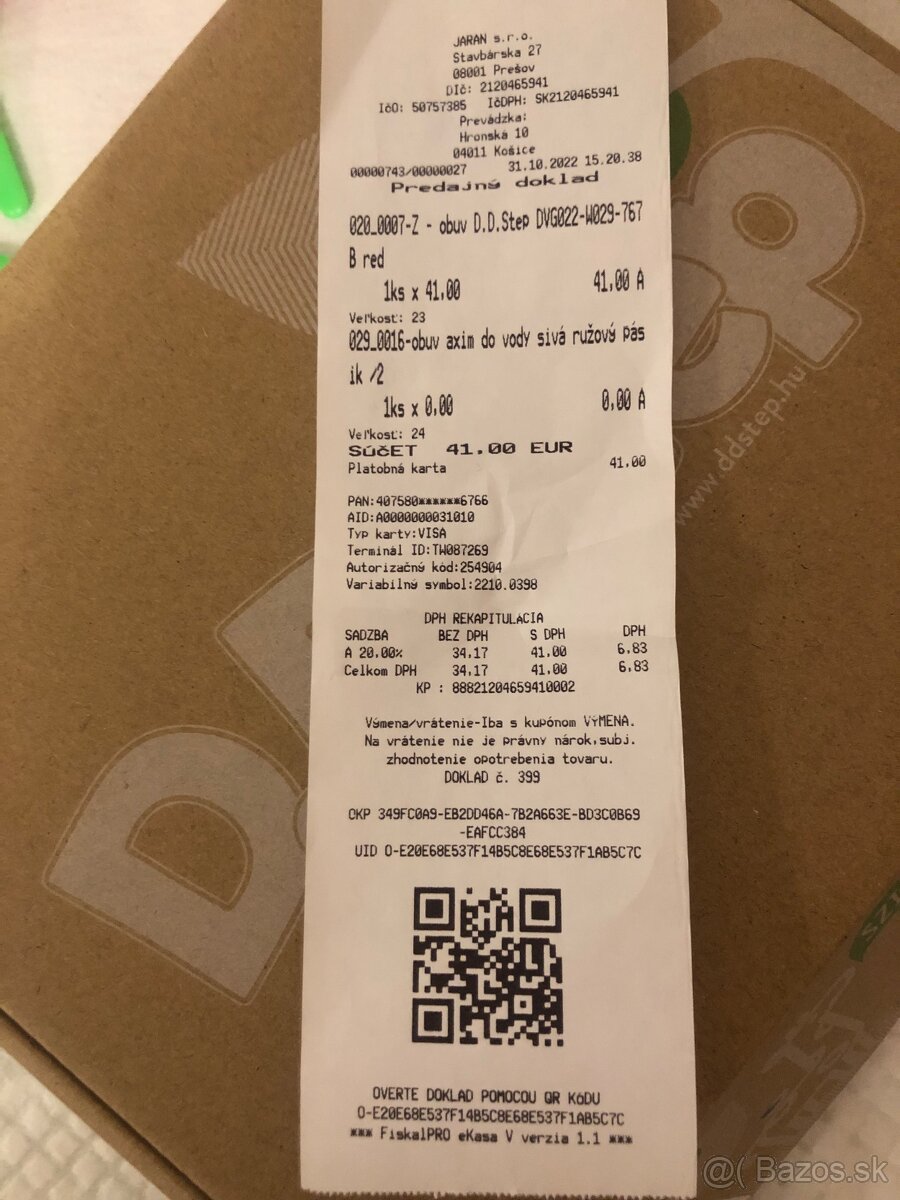 JARAN s.r.o.
Stavbárska 27
08001 Prešov
DIč: 2120465941
IčO: 50757385 IčDPH: SK2120465941
Prevádzka:
Hronská 10
04011 Košice
00000743/00000027 31.10.2022 15.20.38
Predajný doklad
020_0007-Z - obuv D.D.Step DVG022-W029-767
B red
1ks x 41,00 41,00 A
Veľkosť: 23
029_0016-obuv axim do vody sivá ružový pás
ik /2
1ks x 0,00 0,00 A
Veľkosť: 24
SúčET 41.00 EUR
Platobná karta 41.00
PAN:407580******6766
AID:A0000000031010
Typ karty:VISA
Terminál ID:TW087269
Autorizačný kód:254904
Variabilný symbol:2210.0398
DPH REKAPITULÁCIA
SADZBA BEZ DPH S DPH DPH
A 20.00% 34.17 41.00 6.83
Celkom DPH 34.17 41.00 6.83
KP : 88821204659410002
Výmena/vrátenie-Iba s kupónom VýMENA.
Na vrátenie nie je právny nárok,subj.
zhodnotenie opotrebenia tovaru.
DOKLAD č. 399
OKP 349FC0A9-EB2DD46A-7B2A663E-BD3C0B69
-EAFCC384
UID O-E20E68E537F14B5C8E68E537F1AB5C7C
OVERTE DOKLAD POMOCOU QR KóDU
O-E20E68E537F14B5C8E68E537F1AB5C7C
*** FiskalPRO eKasa V verzia 1.1 ***
www.ddstep.hu
@( Bazos.sk